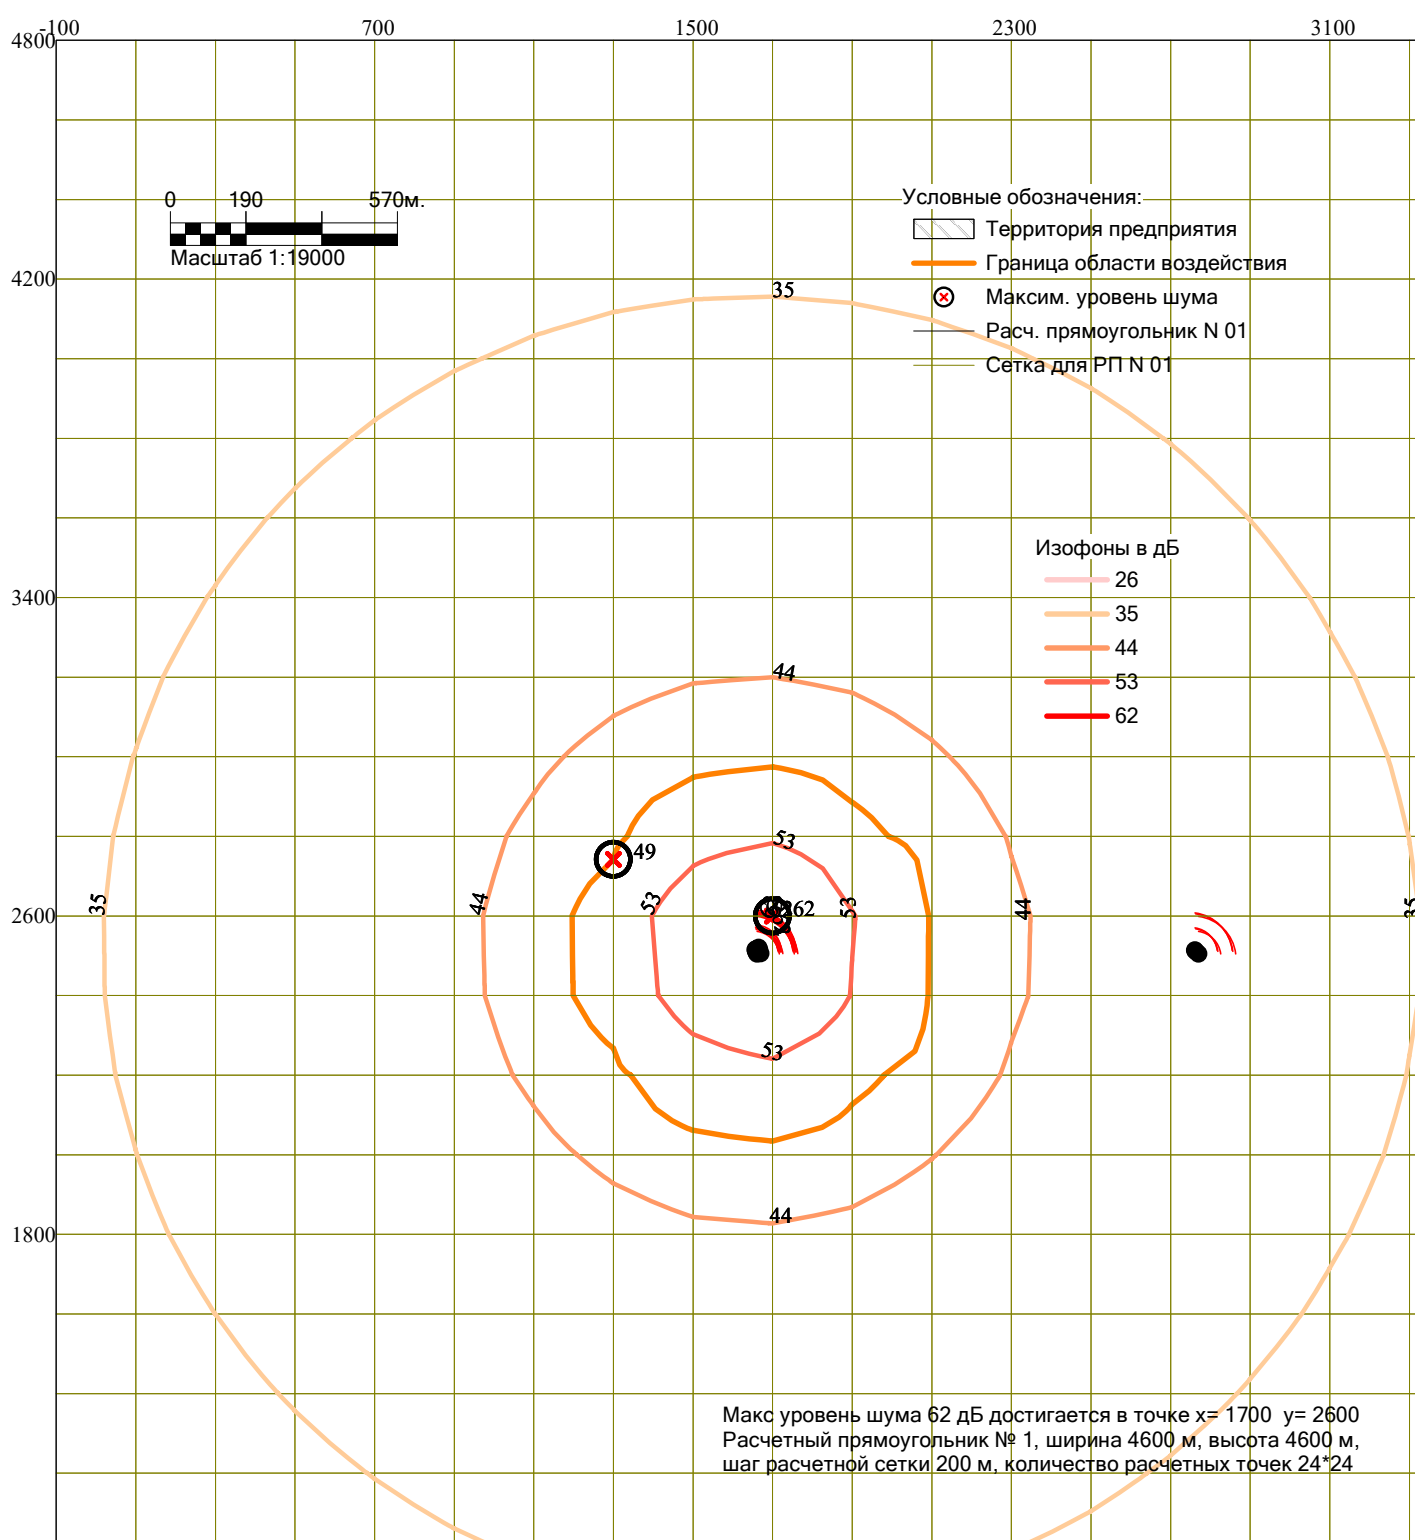 -100 700 1500 2300 3100
4800
0 190 570м.
Масштаб 1:19000
Условные обозначения:
Территория предприятия
Граница области воздействия
Максим. уровень шума
Расч. прямоугольник N 01
Сетка для РП N 01
4200
35
Изофоны в дБ
26
35
44
53
62
3400
44
53
49
35
44
53
62
53
44
35
2600
53
44
1800
Макс уровень шума 62 дБ достигается в точке x= 1700 y= 2600
Расчетный прямоугольник № 1, ширина 4600 м, высота 4600 м,
шаг расчетной сетки 200 м, количество расчетных точек 24*24